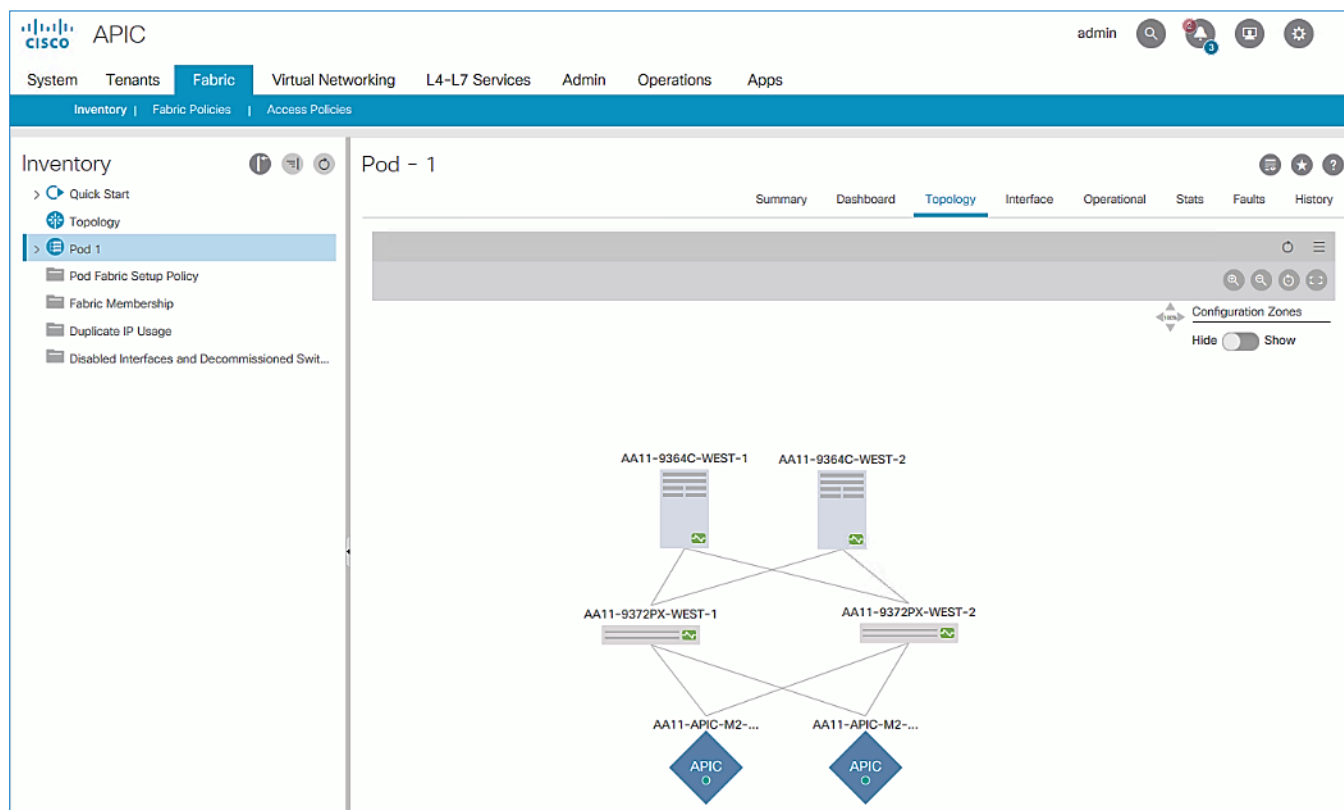 CISCO APIC admin
3
System Tenants Fabric Virtual Networking L4-L7 Services Admin Operations Apps
Inventory | Fabric Policies | Access Policies
Inventory
Quick Start
Topology
Pod 1
Pod Fabric Setup Policy
Fabric Membership
Duplicate IP Usage
Disabled Interfaces and Decommissioned Swit...
Pod - 1
Summary Dashboard Topology Interface Operational Stats Faults History
Configuration Zones
Hide Show
AA11-9364C-WEST-1 AA11-9364C-WEST-2
AA11-9372PX-WEST-1 AA11-9372PX-WEST-2
AA11-APIC-M2-... AA11-APIC-M2-...
APIC APIC